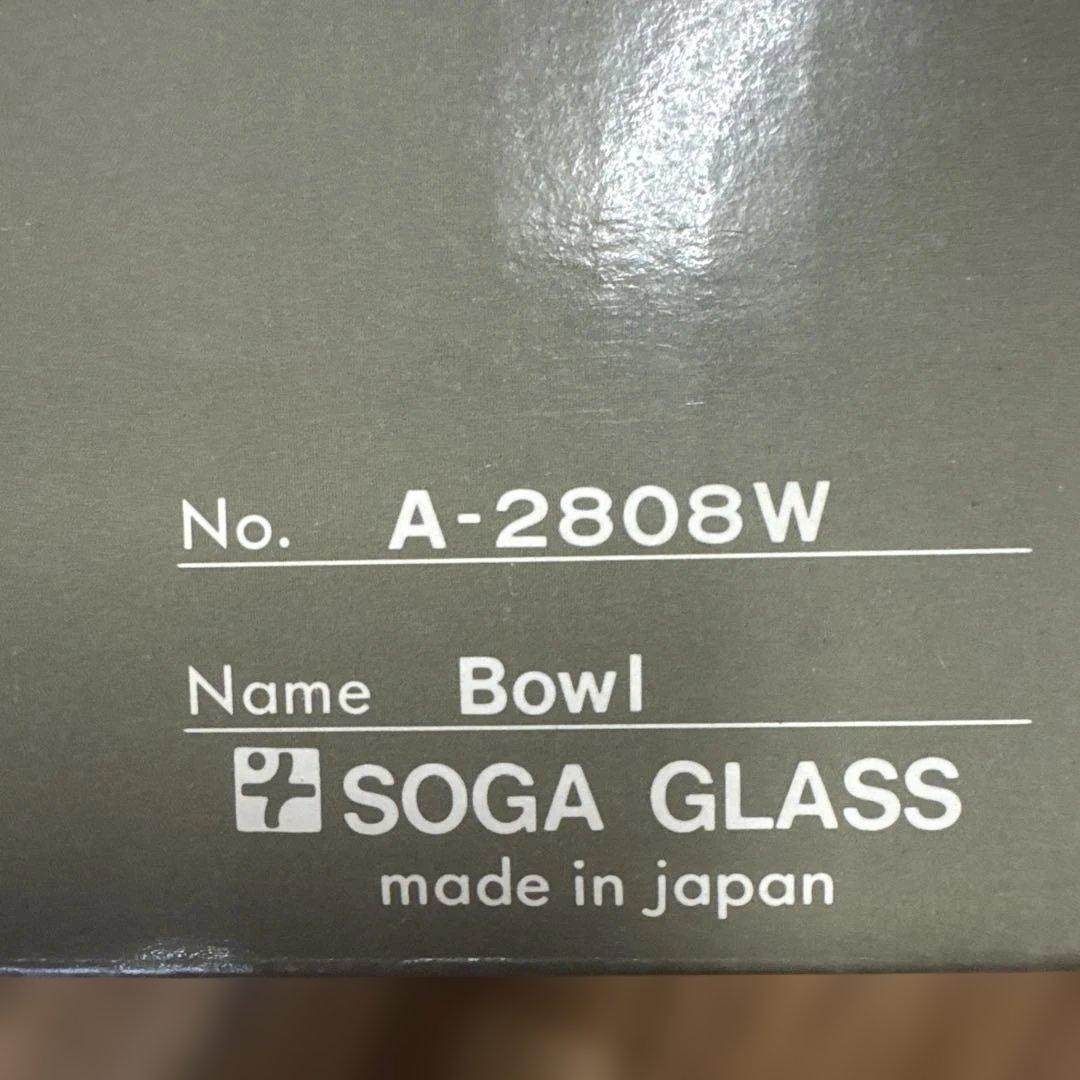 No. A-2808W
Name Bowl
SOGA GLASS
made in japan